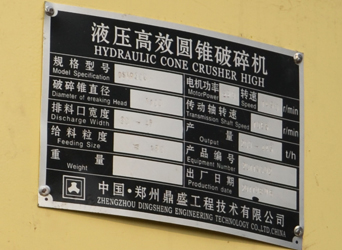 液压高效圆锥破碎机
HYDRAULIC CONE CRUSHER HIGH
规格型号 电机功率 转速
Model Specification MotorPower Speed r/min
破碎锥直径 传动轴转速
Diameter of ereaking Head Transmission Shaft Speed r/min
排料口宽度 产量
Discharge Width Output t/h
给料粒度 产品编号
Feeding Size Equipment Number
重量 出厂日期
Weight Production date
中国·郑州鼎盛工程技术有限公司
ZHENGZHOU DINGSHENG ENGINEERING TECHNOLOGY CO.,LTD.CHINA